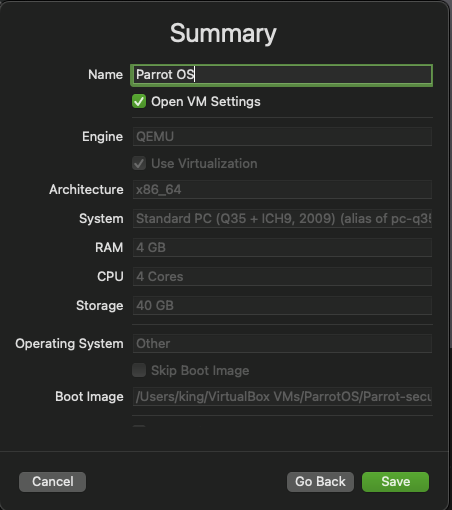 Summary
Name Parrot OS
Open VM Settings
Engine QEMU
Use Virtualization
Architecture x86_64
System Standard PC (Q35 + ICH9, 2009) (alias of pc-q35
RAM 4 GB
CPU 4 Cores
Storage 40 GB
Operating System Other
Skip Boot Image
Boot Image /Users/king/VirtualBox VMs/ParrotOS/Parrot-secu
Cancel Go Back Save